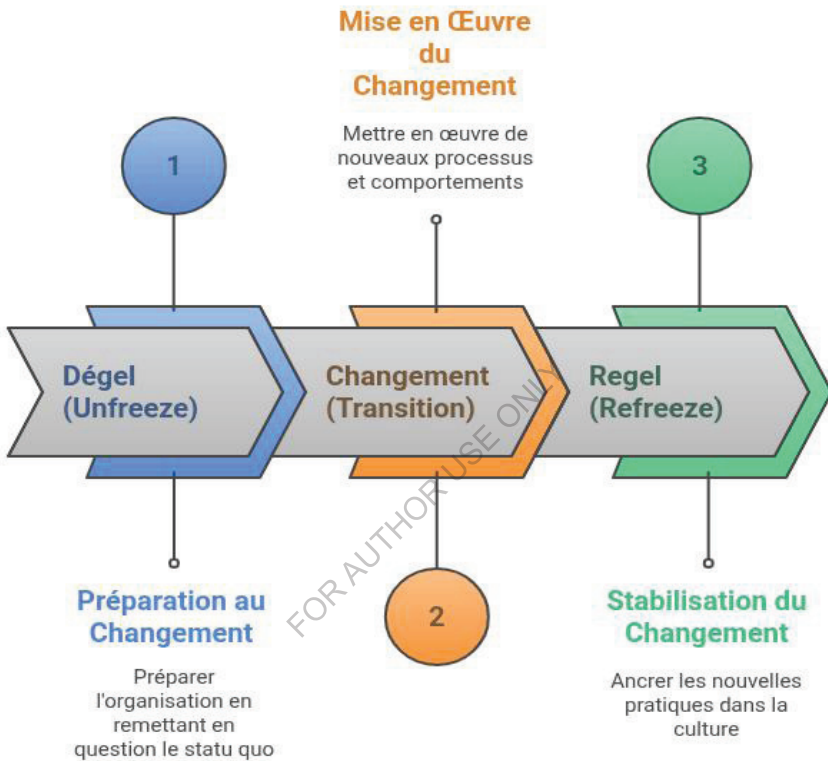 Mise en Œuvre
du
Changement
Mettre en œuvre de
nouveaux processus
et comportements
1
3
Dégel
(Unfreeze)
Changement
(Transition)
Regel
(Refreeze)
FOR AUTHOR USE ONLY
2
Préparation au
Changement
Préparer
l'organisation en
remettant en
question le statu quo
Stabilisation du
Changement
Ancrer les nouvelles
pratiques dans la
culture